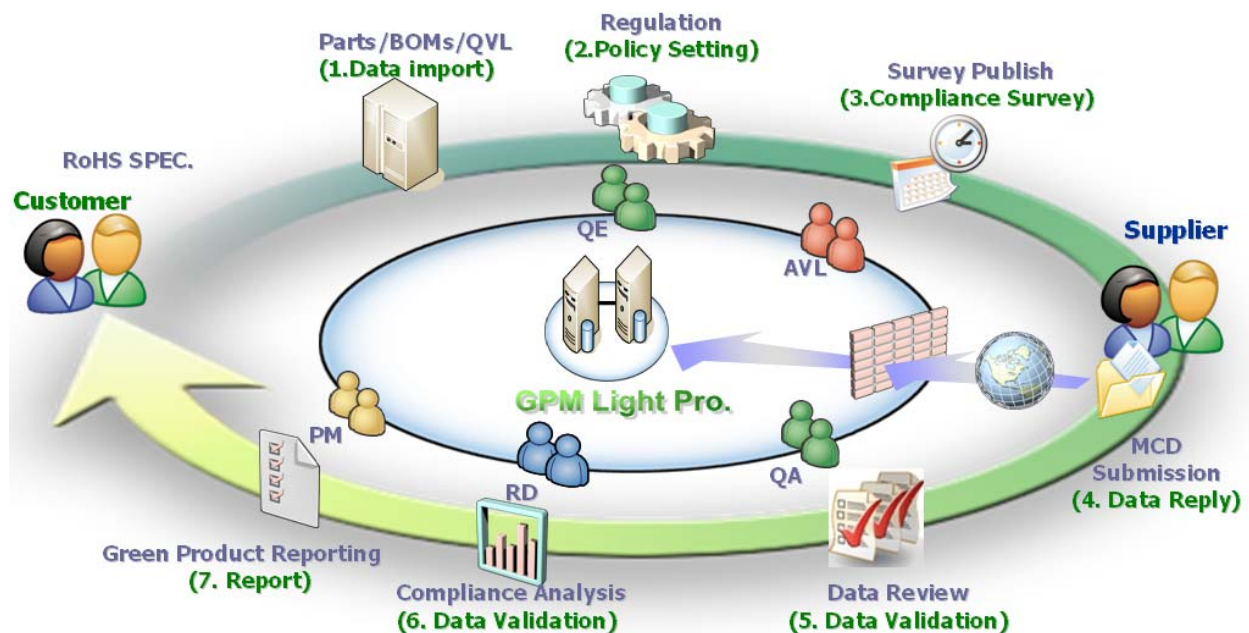 Regulation
(2.Policy Setting)
Parts/BOMs/QVL
(1.Data import)
Survey Publish
(3.Compliance Survey)
RoHS SPEC.
Customer
QE
AVL
Supplier
GPM Light Pro.
PM
RD
QA
MCD
Submission
(4. Data Reply)
Green Product Reporting
(7. Report)
Compliance Analysis
(6. Data Validation)
Data Review
(5. Data Validation)